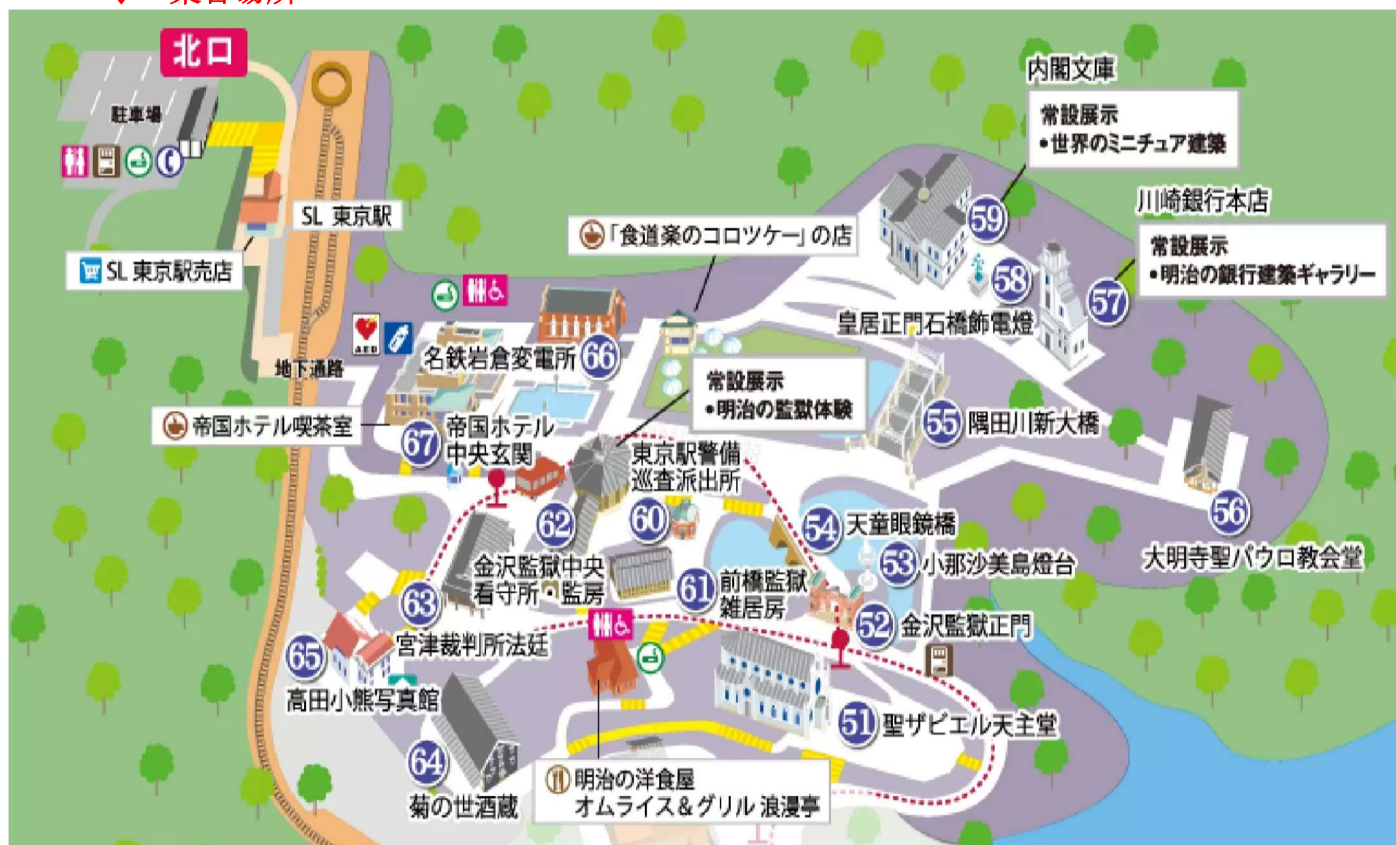 集合場所
北口
駐車場
SL 東京駅
SL 東京駅売店
地下通路
内閣文庫
常設展示
•世界のミニチュア建築
59
川崎銀行本店
常設展示
•明治の銀行建築ギャラリー
58
57
皇居正門石橋飾電燈
「食道楽のコロツケー」の店
AED
名鉄岩倉変電所
66
常設展示
•明治の監獄体験
帝国ホテル喫茶室
67
帝国ホテル
中央玄関
東京駅警備
巡査派出所
55
隅田川新大橋
56
大明寺聖パウロ教会堂
62
60
54
天童眼鏡橋
53
小那沙美島燈台
金沢監獄中央
看守所・監房
61
前橋監獄
雑居房
52
金沢監獄正門
63
宮津裁判所法廷
65
高田小熊写真館
51
聖ザビエル天主堂
64
菊の世酒蔵
明治の洋食屋
オムライス&グリル 浪漫亭